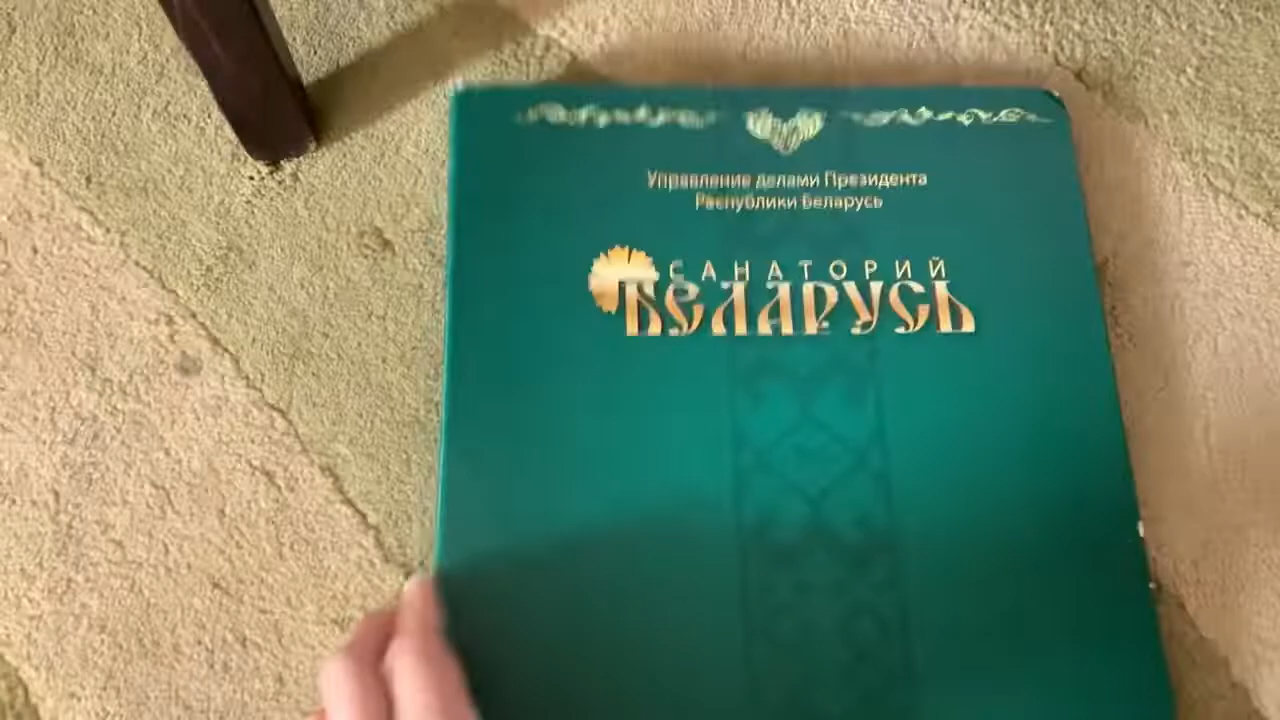 Управление делами Президента
Республики Беларусь
САНАТОРИЙ
БЕЛАРУСЬ